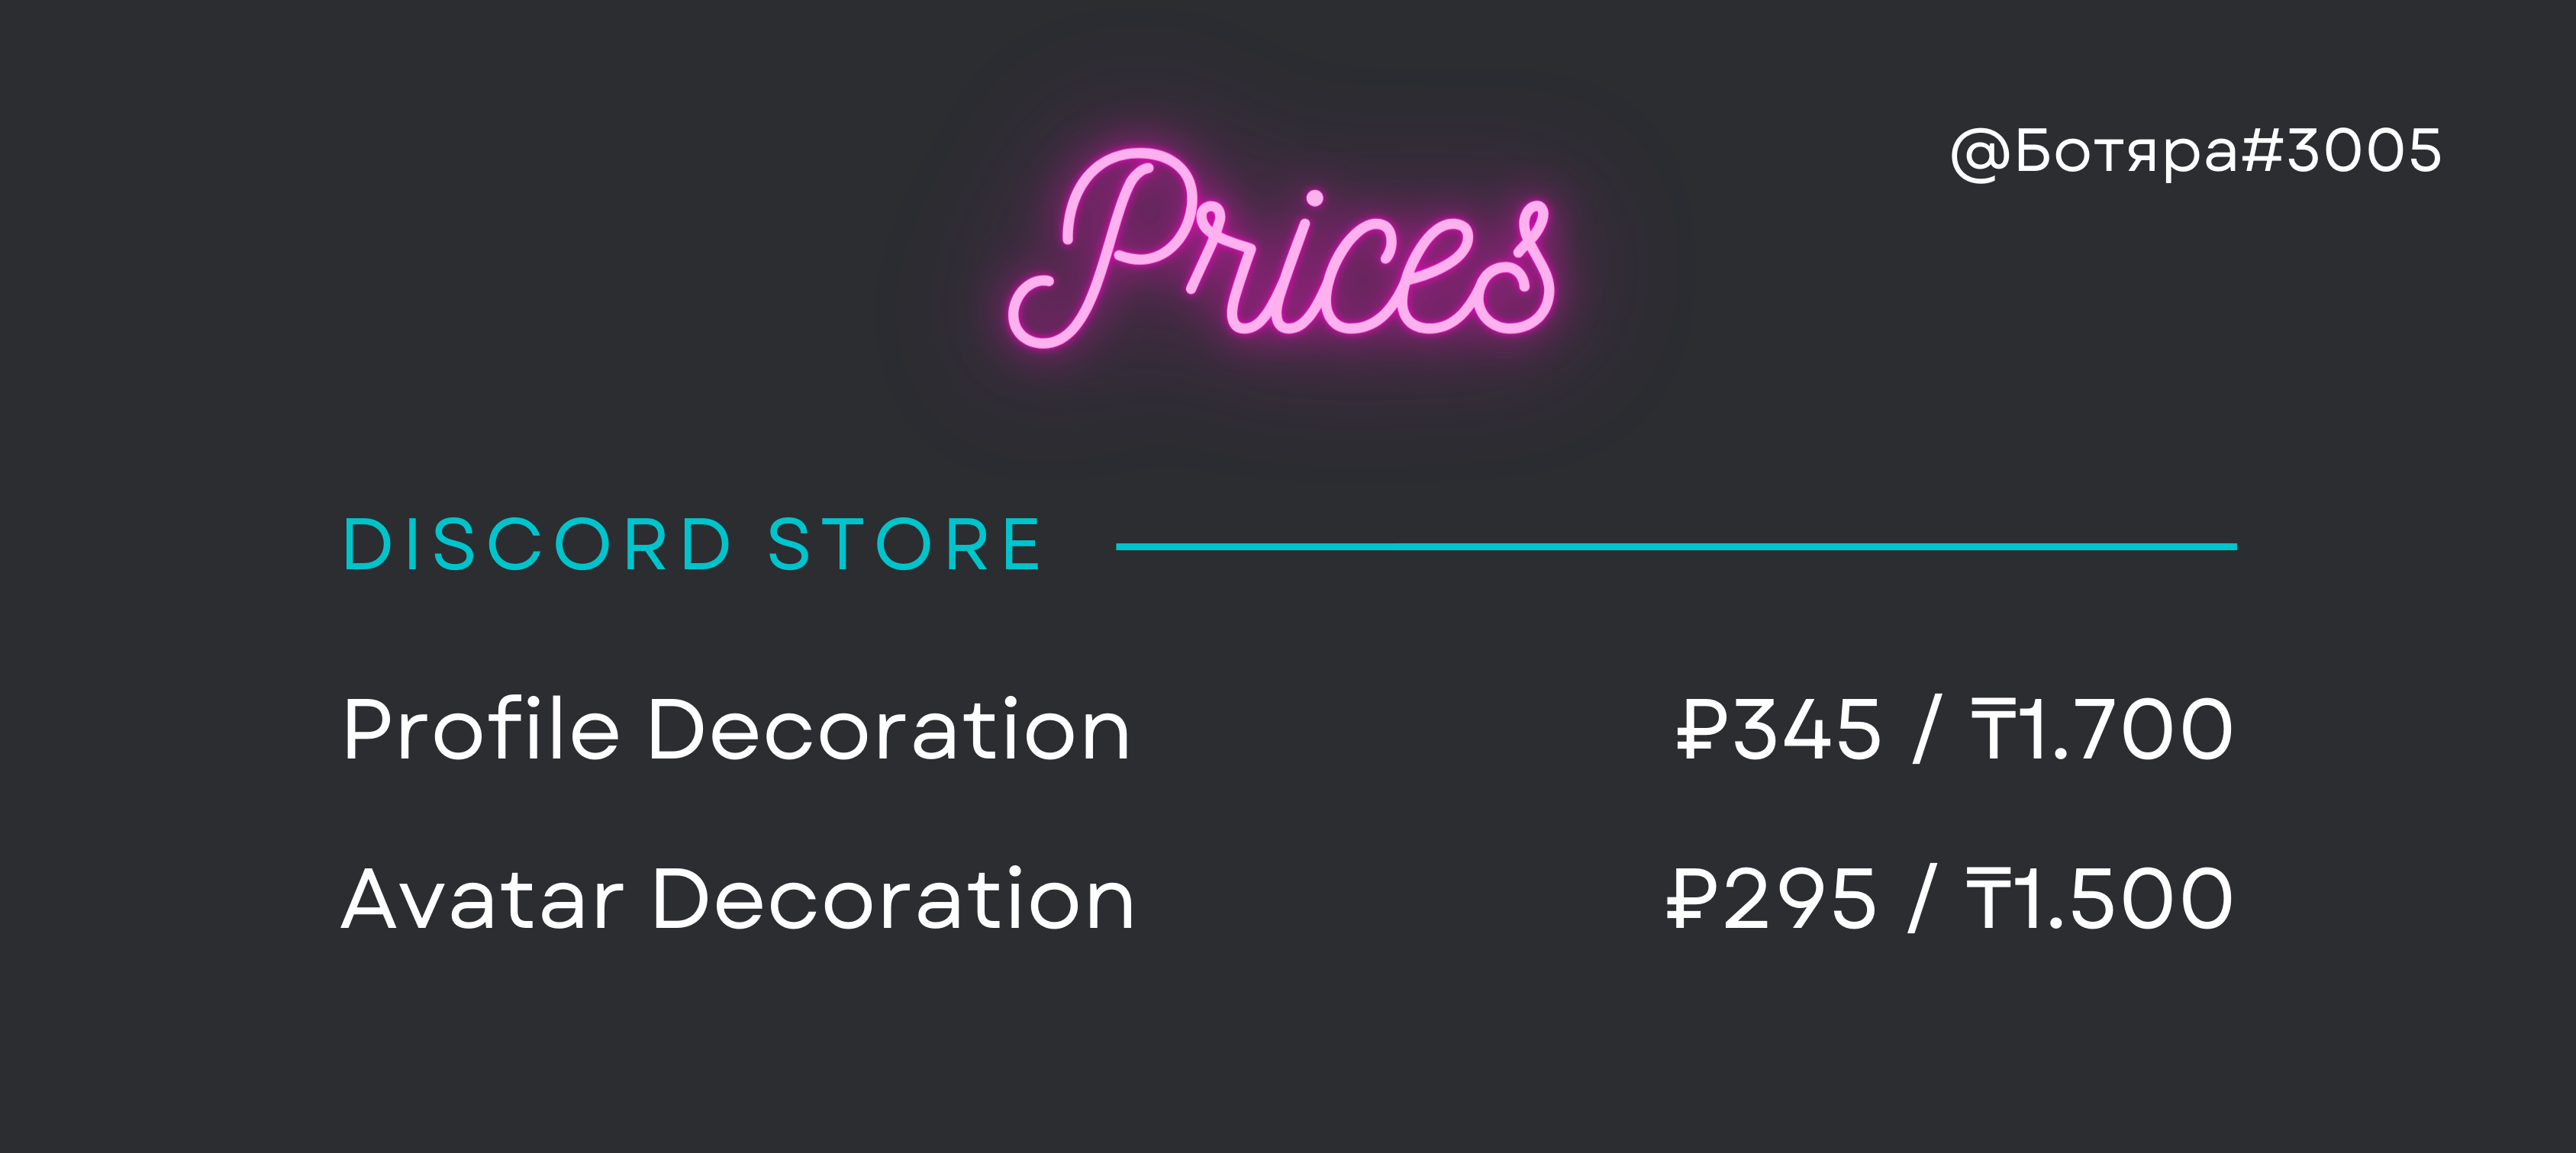 Prices
@Ботяра#3005
DISCORD STORE
Profile Decoration ₽345 / ₸1.700
Avatar Decoration ₽295 / ₸1.500